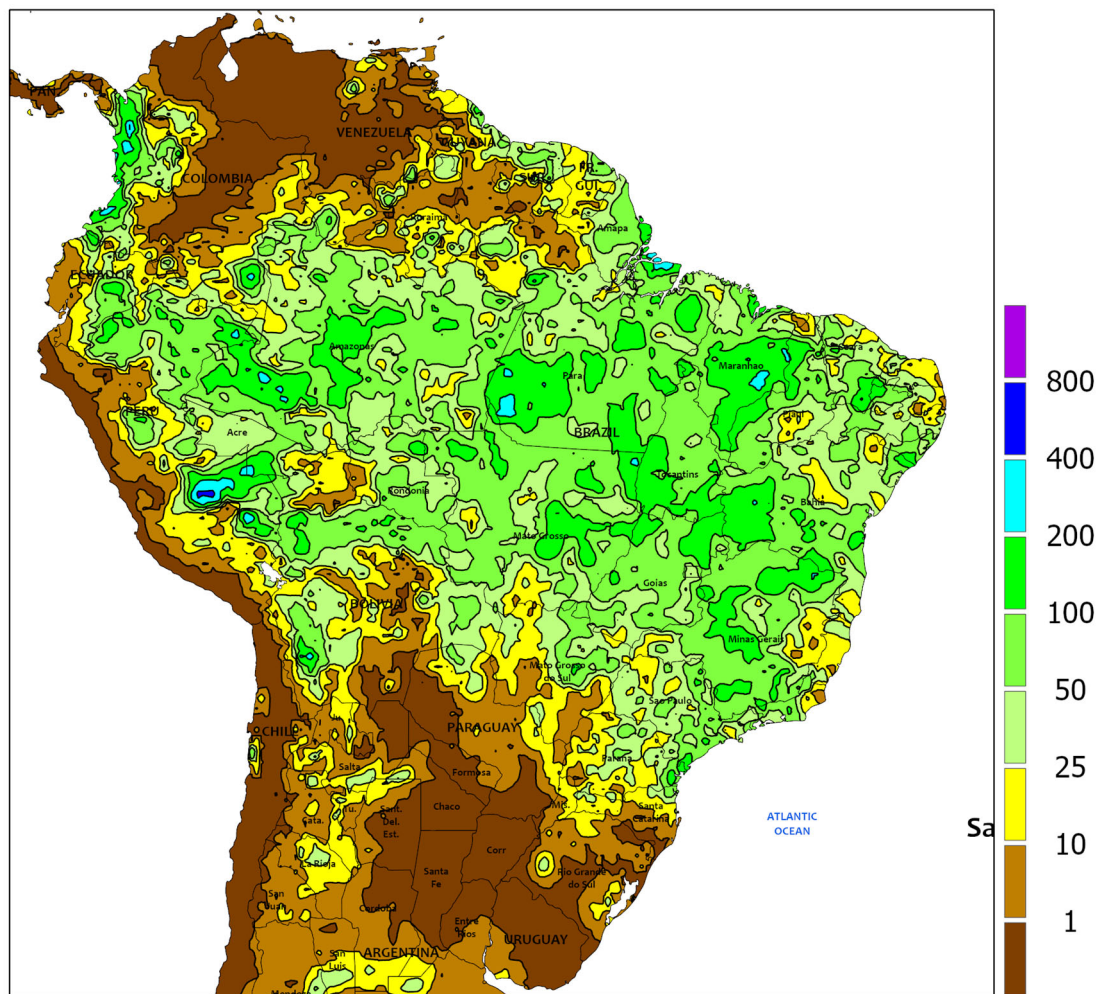 PAN.
VENEZUELA
GUYANA
COLOMBIA
SUR.
FR.
GUI.
Roraima
Amapa
ECUADOR
Amazonas
Para
Maranhao
Ceara
PERU
Piaui
Acre
BRAZIL
Tocantins
Rondonia
Bahia
Mato Grosso
Goias
BOLIVIA
Minas Gerais
Mato Grosso
do Sul
Sao Paulo
CHILE
PARAGUAY
Parana
Salta
Formosa
Tu.
Chaco
Mis.
Santa
Catarina
Cata.
Sant.
Del.
Est.
ATLANTIC
OCEAN
Sa
Corr
La Rioja
Santa
Fe
Rio Grande
do Sul
San
Juan
Cordoba
Entre
Rios
URUGUAY
ARGENTINA
San
Luis
800
400
200
100
50
25
10
1